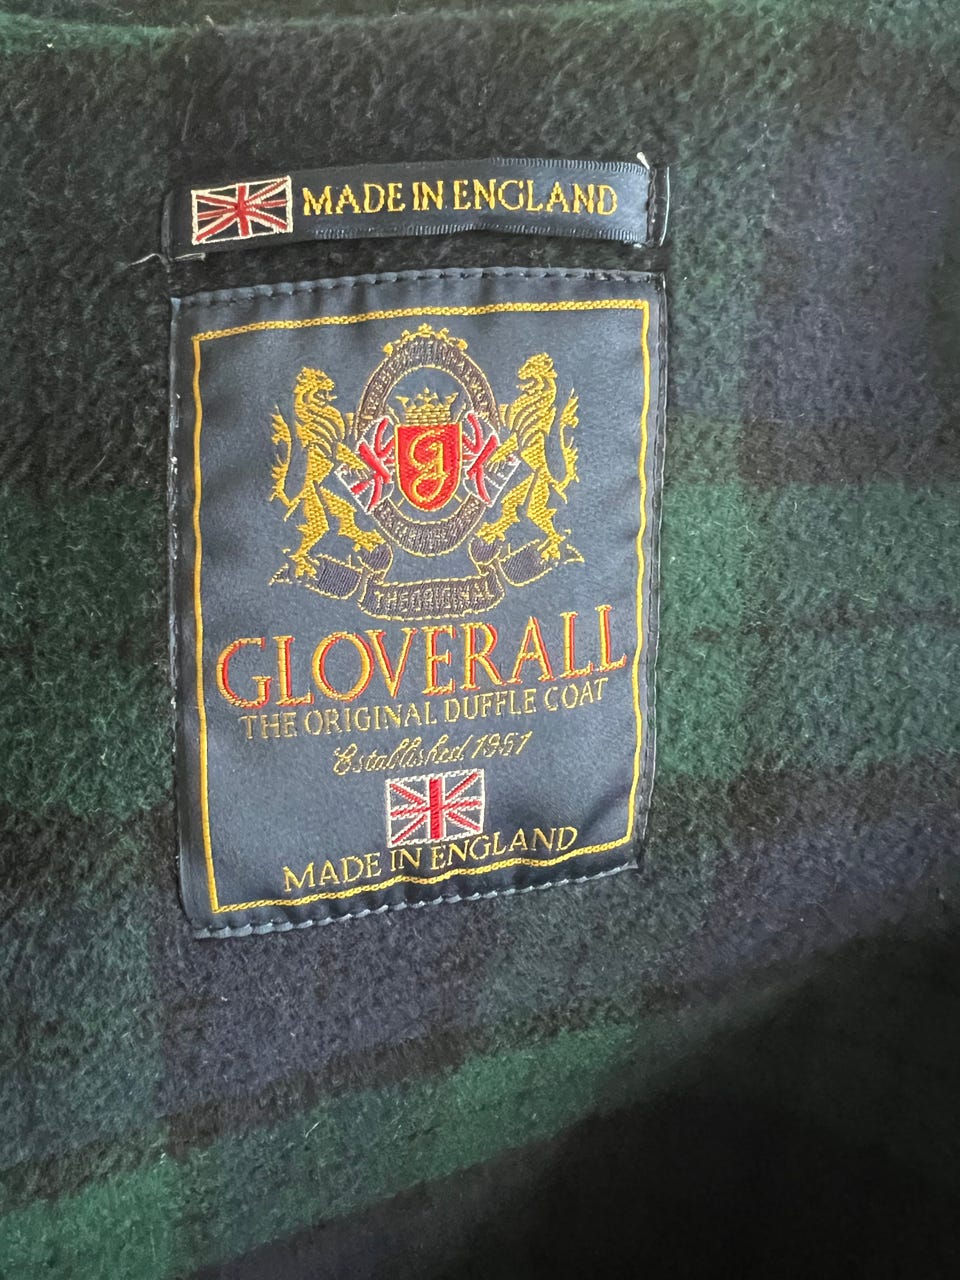 MADE IN ENGLAND
g
THE ORIGINAL
GLOVERALL
THE ORIGINAL DUFFLE COAT
Established 1951
MADE IN ENGLAND